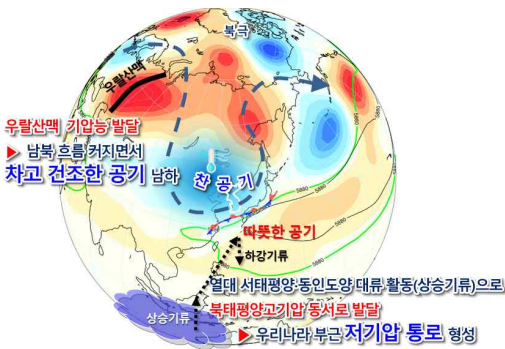 북극
우랄산맥
우랄산맥 기압능 발달
▶ 남북 흐름 커지면서
차고 건조한 공기 남하
찬 공기
5880
5880
5880
따뜻한 공기
하강기류
열대 서태평양·동인도양 대류 활동(상승기류)으로
북태평양고기압 동서로 발달
상승기류
▶ 우리나라 부근 저기압 통로 형성